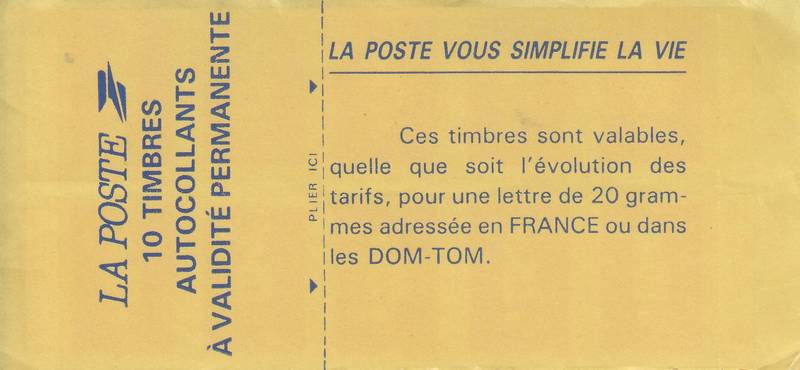 LA POSTE
10 TIMBRES
AUTOCOLLANTS
À VALIDITÉ PERMANENTE
PLIER ICI
LA POSTE VOUS SIMPLIFIE LA VIE
Ces timbres sont valables,
quelle que soit l'évolution des
tarifs, pour une lettre de 20 gram-
mes adressée en FRANCE ou dans
les DOM-TOM.